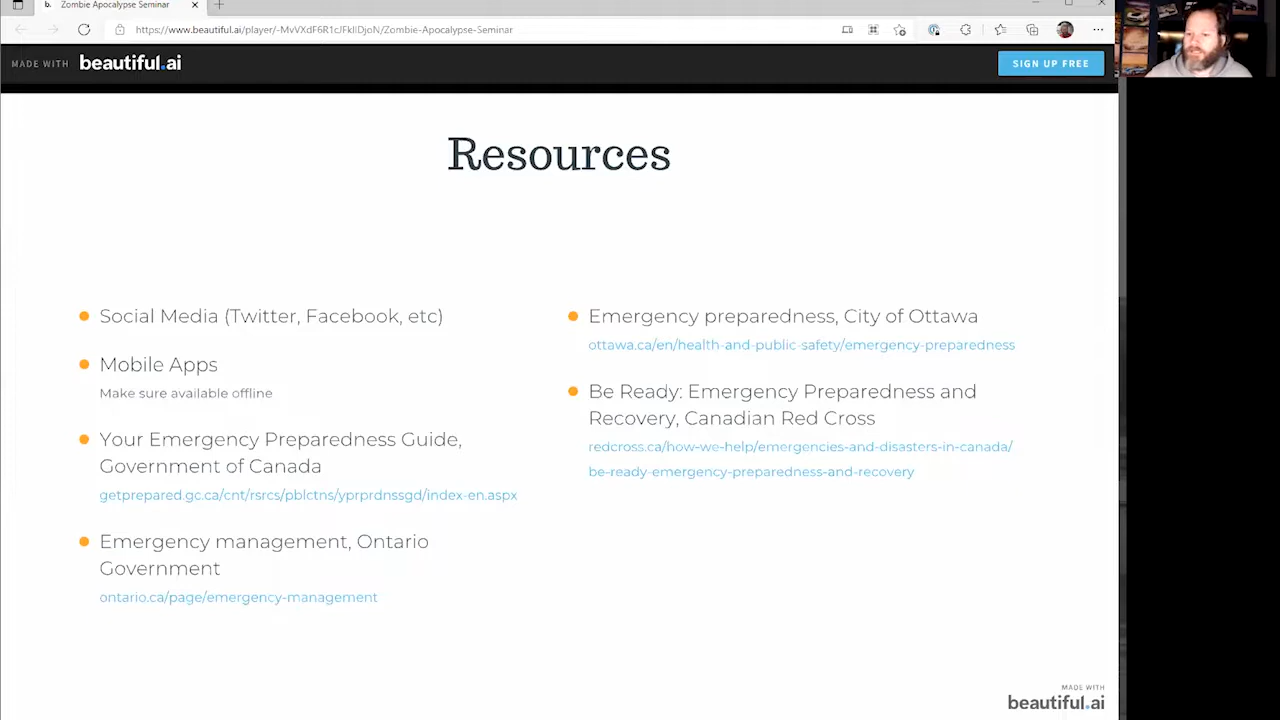 Zombie Apocalypse Seminar
https://www.beautiful.ai/player/-MvVXdF6R1cJFkIiDjoN/Zombie-Apocalypse-Seminar
MADE WITH beautiful.ai
SIGN UP FREE
Resources
Social Media (Twitter, Facebook, etc)
Mobile Apps
Make sure available offline
Your Emergency Preparedness Guide,
Government of Canada
getprepared.gc.ca/cnt/rsrcs/pblctns/yprprdnssgd/index-en.aspx
Emergency management, Ontario
Government
ontario.ca/page/emergency-management
Emergency preparedness, City of Ottawa
ottawa.ca/en/health-and-public-safety/emergency-preparedness
Be Ready: Emergency Preparedness and
Recovery, Canadian Red Cross
redcross.ca/how-we-help/emergencies-and-disasters-in-canada/
be-ready-emergency-preparedness-and-recovery
MADE WITH
beautiful.ai